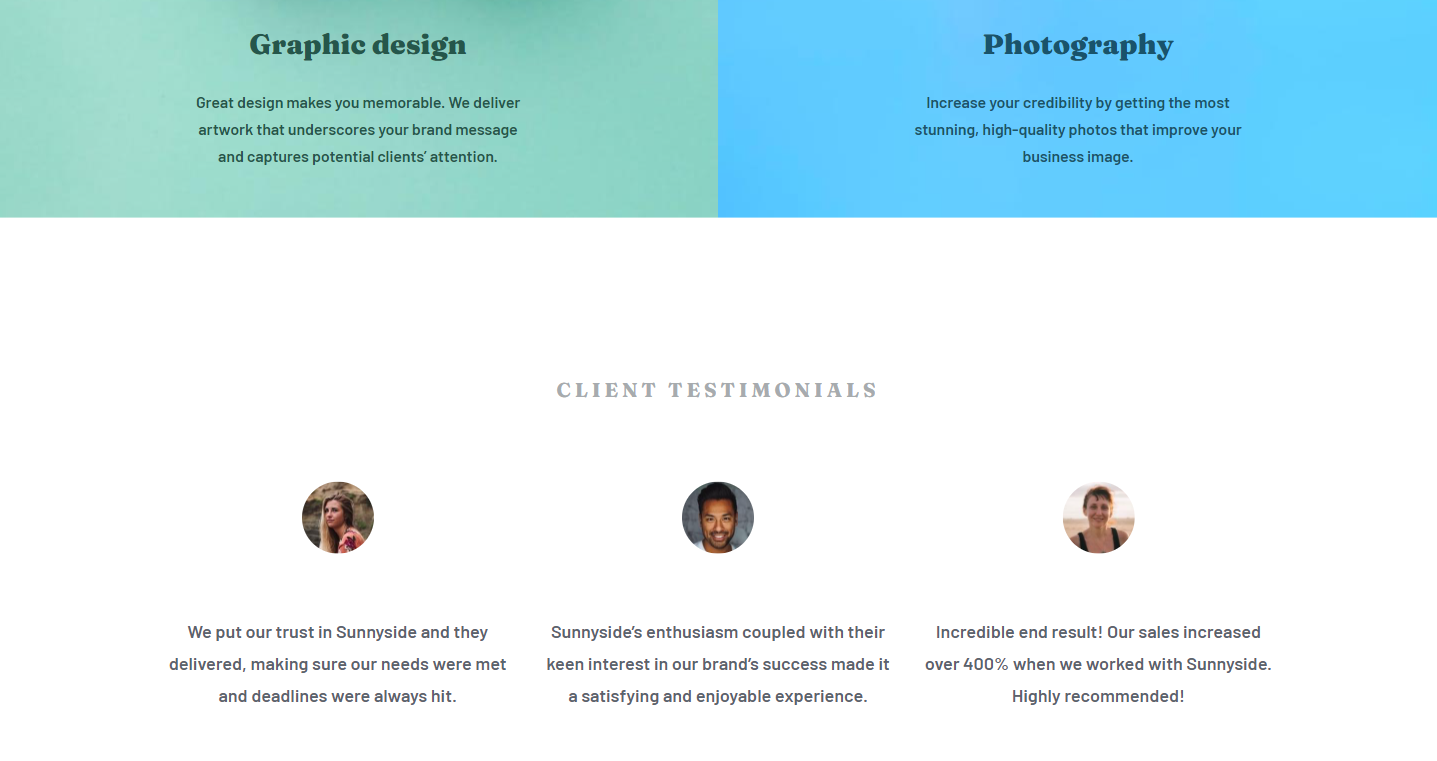 Graphic design
Great design makes you memorable. We deliver
artwork that underscores your brand message
and captures potential clients’ attention.
Photography
Increase your credibility by getting the most
stunning, high-quality photos that improve your
business image.
CLIENT TESTIMONIALS
We put our trust in Sunnyside and they
delivered, making sure our needs were met
and deadlines were always hit.
Sunnyside’s enthusiasm coupled with their
keen interest in our brand’s success made it
a satisfying and enjoyable experience.
Incredible end result! Our sales increased
over 400% when we worked with Sunnyside.
Highly recommended!